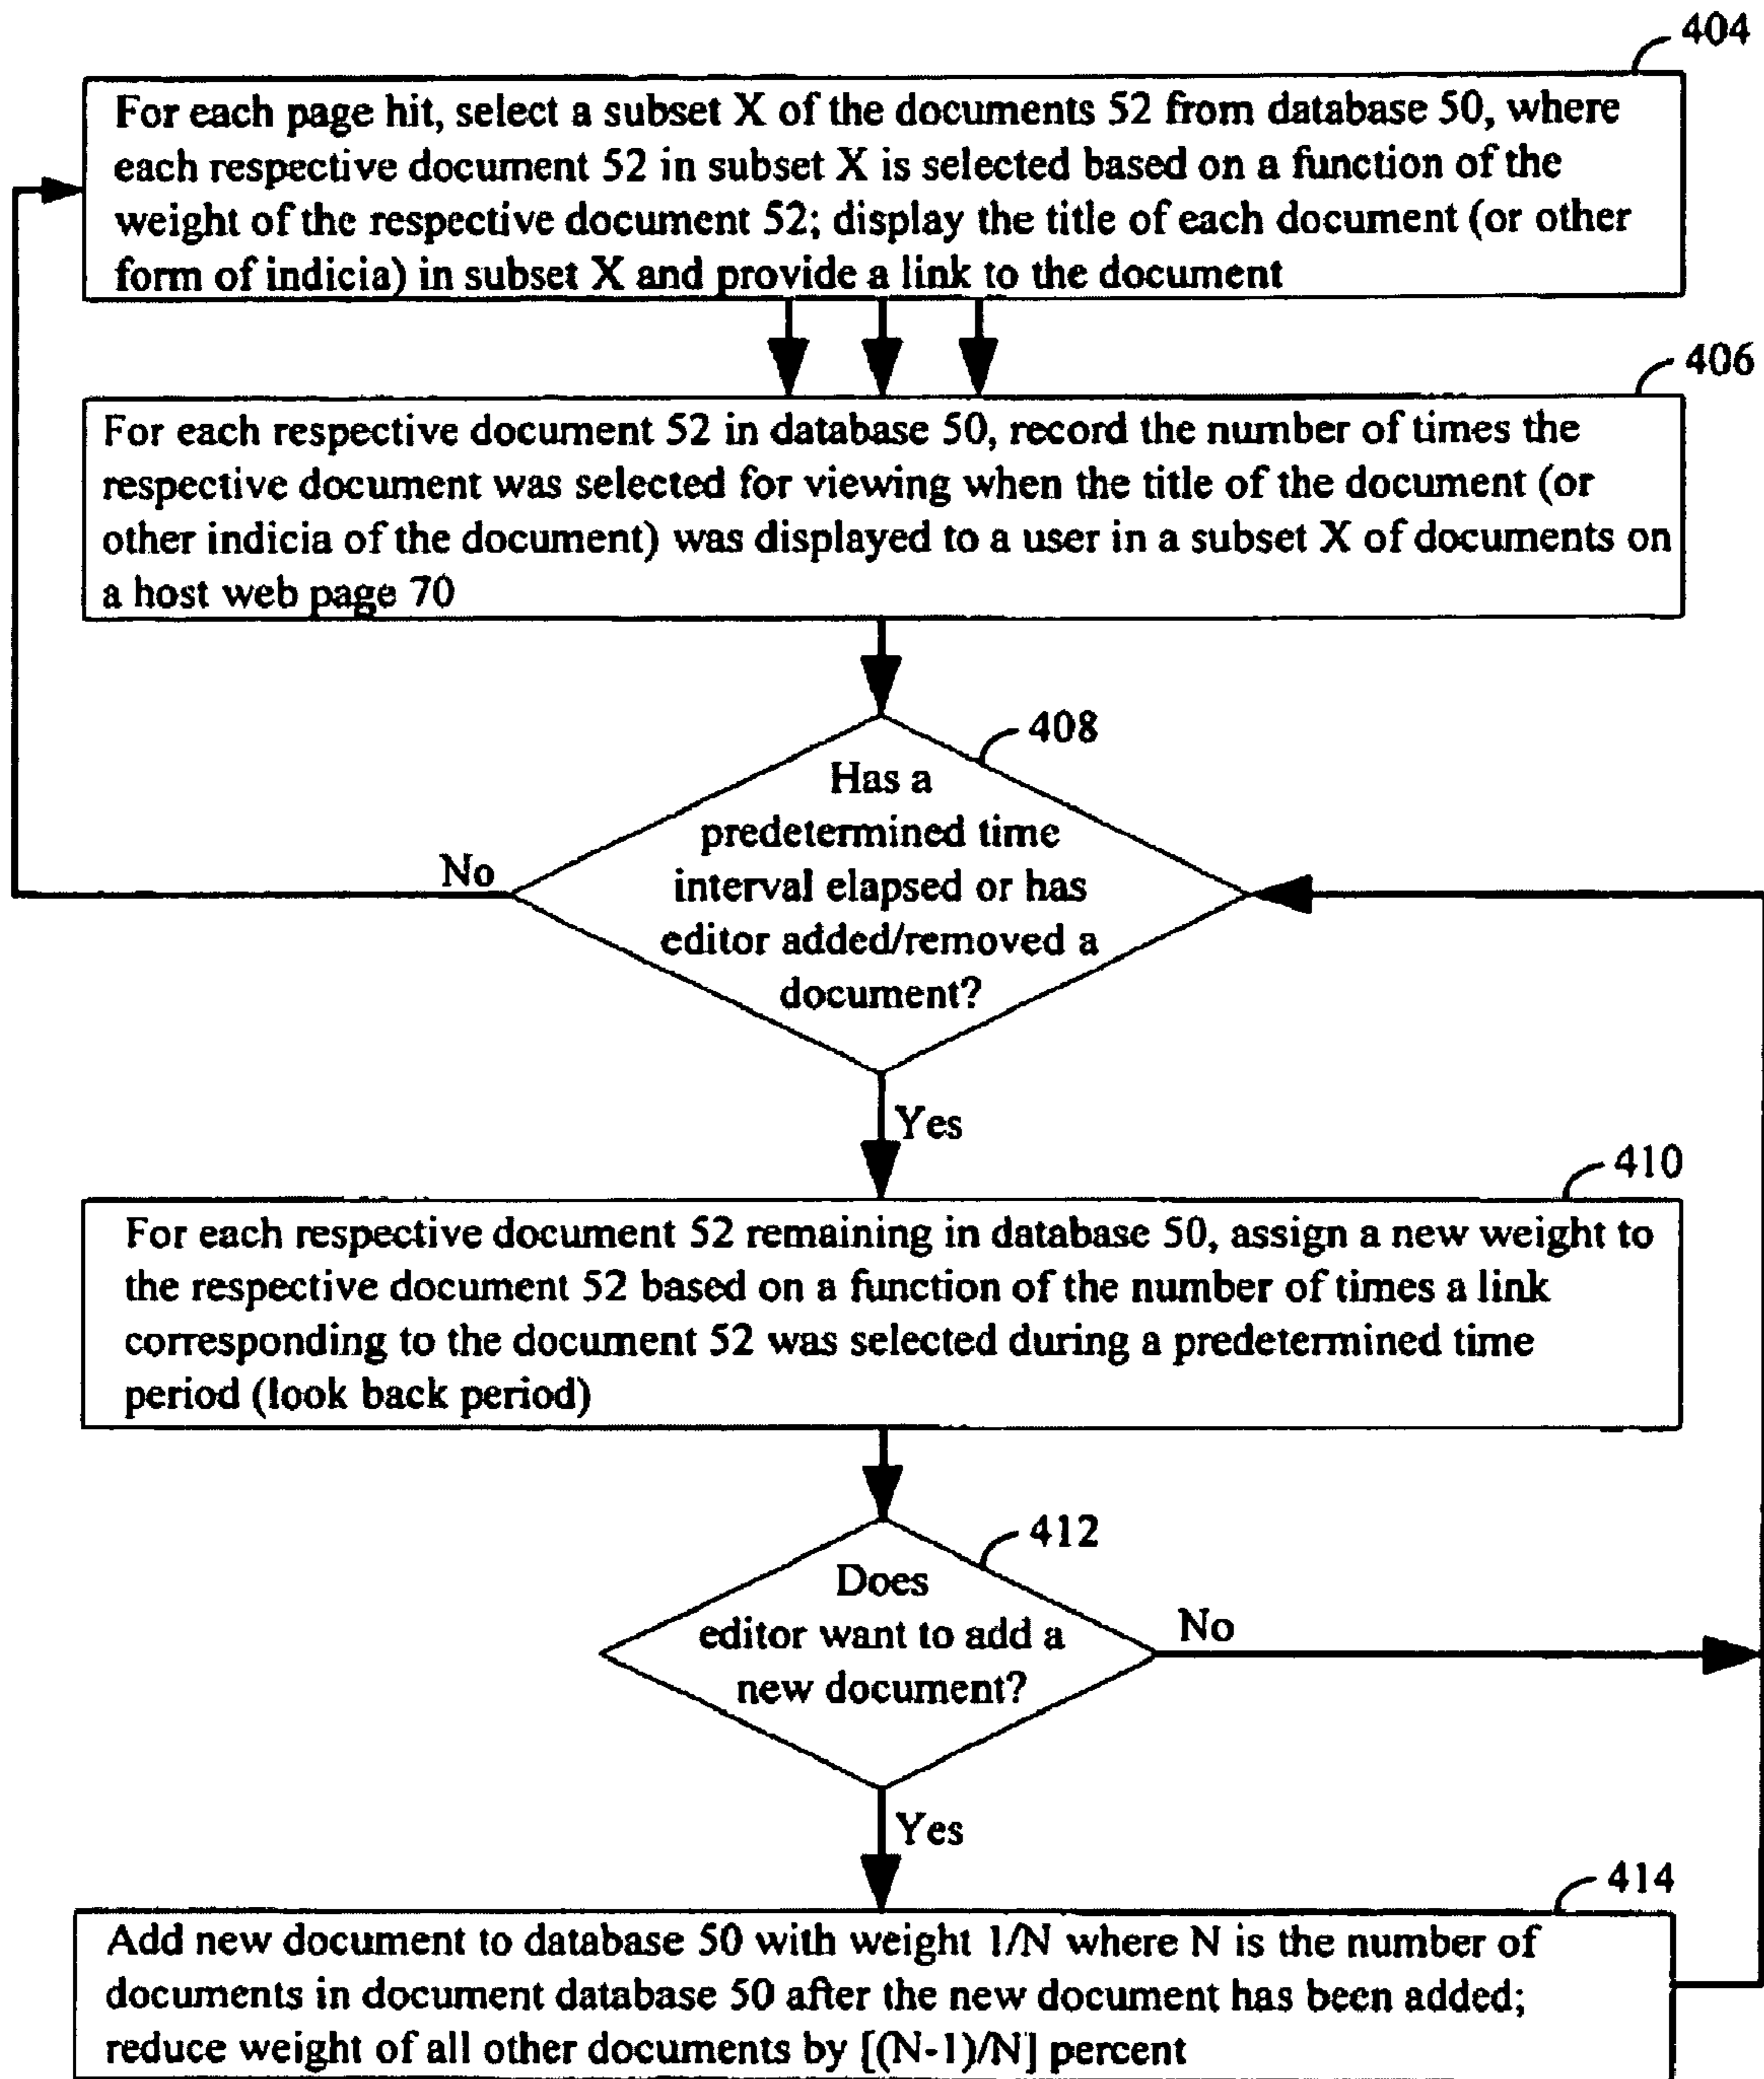 404
For each page hit, select a subset X of the documents 52 from database 50, where
each respective document 52 in subset X is selected based on a function of the
weight of the respective document 52; display the title of each document (or other
form of indicia) in subset X and provide a link to the document
406
For each respective document 52 in database 50, record the number of times the
respective document was selected for viewing when the title of the document (or
other indicia of the document) was displayed to a user in a subset X of documents on
a host web page 70
408
Has a
predetermined time
interval elapsed or has
editor added/removed a
document?
No
Yes
410
For each respective document 52 remaining in database 50, assign a new weight to
the respective document 52 based on a function of the number of times a link
corresponding to the document 52 was selected during a predetermined time
period (look back period)
412
Does
editor want to add a
new document?
No
Yes
414
Add new document to database 50 with weight 1/N where N is the number of
documents in document database 50 after the new document has been added;
reduce weight of all other documents by [(N-1)/N] percent